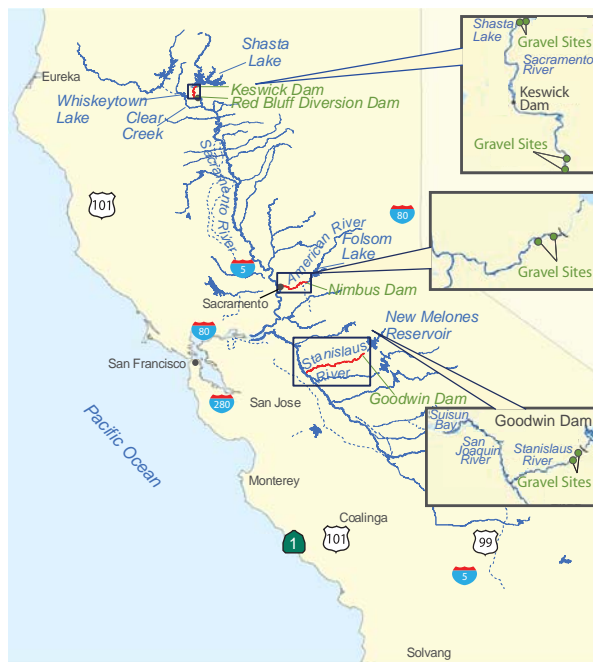 Shasta
Lake
Eureka
Keswick Dam
Whiskeytown
Lake
Red Bluff Diversion Dam
Clear
Creek
Sacramento River
101
80
American River
Folsom
Lake
5
Sacramento
Nimbus Dam
New Melones
Reservoir
80
San Francisco
Stanislaus
River
Goodwin Dam
280
San Jose
Pacific Ocean
Monterey
Coalinga
1
101
99
5
Solvang
Shasta
Lake
Gravel Sites
Sacramento
River
Keswick
Dam
Gravel Sites
Gravel
Sites
Suisun
Bay
Goodwin Dam
San
Joaquin
River
Stanislaus
River
Gravel Sites